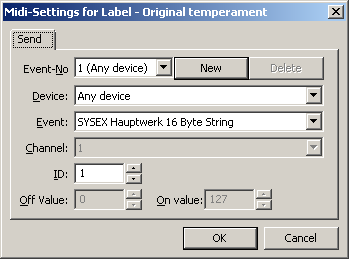 Midi-Settings for Label - Original temperament
Send
Event-No 1 (Any device) New Delete
Device: Any device
Event: SYSEX Hauptwerk 16 Byte String
Channel: 1
ID: 1
Off Value: 0 On value: 127
OK Cancel